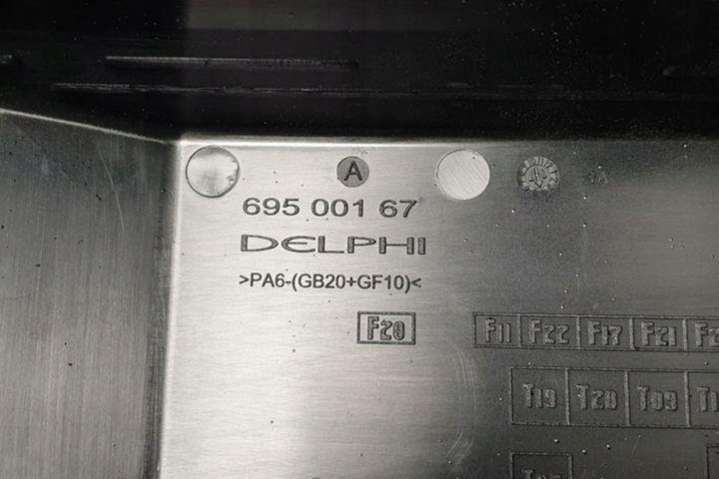 A
695 001 67
DELPHI
>PA6-(GB20+GF10)<
F20 F11 F22 F17 F21
T19 T20 T09